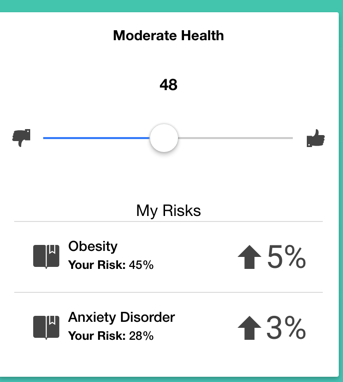 Moderate Health
48
My Risks
Obesity
Your Risk: 45%
5%
Anxiety Disorder
Your Risk: 28%
3%